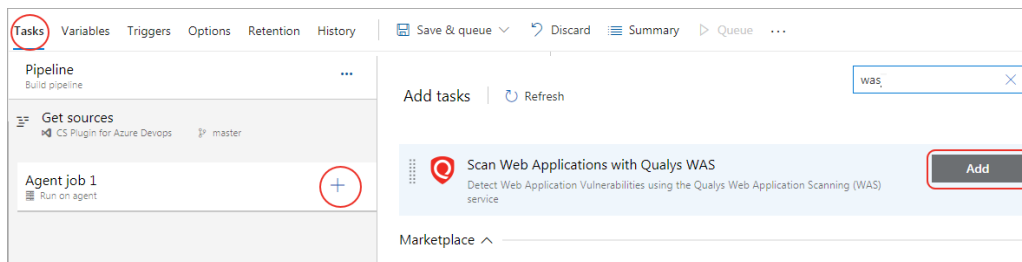 Tasks Variables Triggers Options Retention History Save & queue Discard Summary Queue ...
Pipeline ...
Build pipeline
Get sources
CS Plugin for Azure Devops master
Agent job 1
Run on agent
Add tasks Refresh was
Scan Web Applications with Qualys WAS Add
Detect Web Application Vulnerabilities using the Qualys Web Application Scanning (WAS)
service
Marketplace